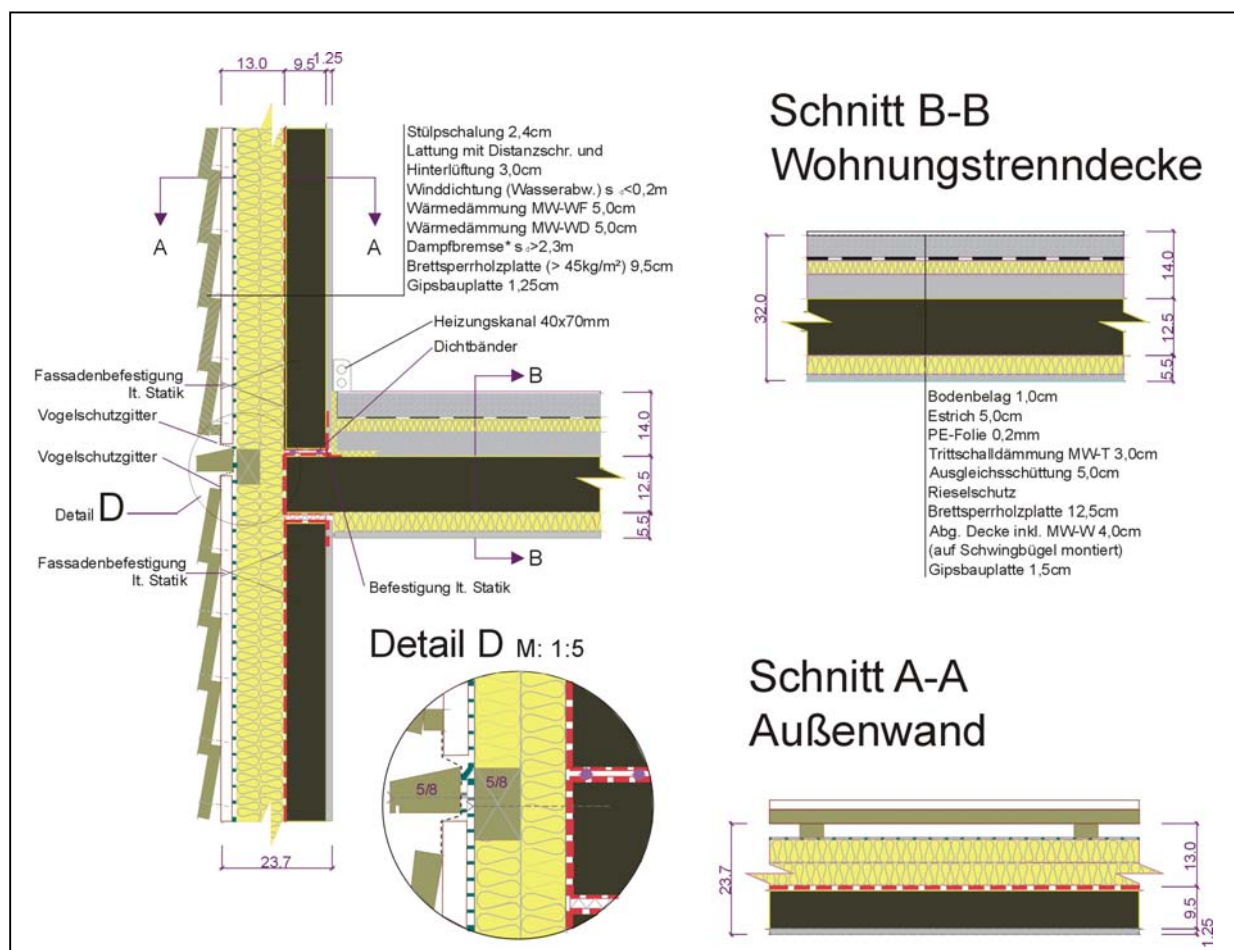 13.0
9.5
1.25
Stülpschalung 2,4cm
Lattung mit Distanzschr. und
Hinterlüftung 3,0cm
Winddichtung (Wasserabw.) s d<0,2m
Wärmedämmung MW-WF 5,0cm
Wärmedämmung MW-WD 5,0cm
Dampfbremse* s d>2,3m
Brettsperrholzplatte (> 45kg/m²) 9,5cm
Gipsbauplatte 1,25cm
A
A
Heizungskanal 40x70mm
Dichtbänder
Fassadenbefestigung
lt. Statik
Vogelschutzgitter
Vogelschutzgitter
Detail D
Fassadenbefestigung
lt. Statik
B
B
14.0
12.5
5.5
Befestigung lt. Statik
23.7
Detail D M: 1:5
5/8
5/8
Schnitt B-B
Wohnungstrenndecke
32.0
14.0
12.5
5.5
Bodenbelag 1,0cm
Estrich 5,0cm
PE-Folie 0,2mm
Trittschalldämmung MW-T 3,0cm
Ausgleichsschüttung 5,0cm
Rieselschutz
Brettsperrholzplatte 12,5cm
Abg. Decke inkl. MW-W 4,0cm
(auf Schwingbügel montiert)
Gipsbauplatte 1,5cm
Schnitt A-A
Außenwand
23.7
13.0
9.5
1.25